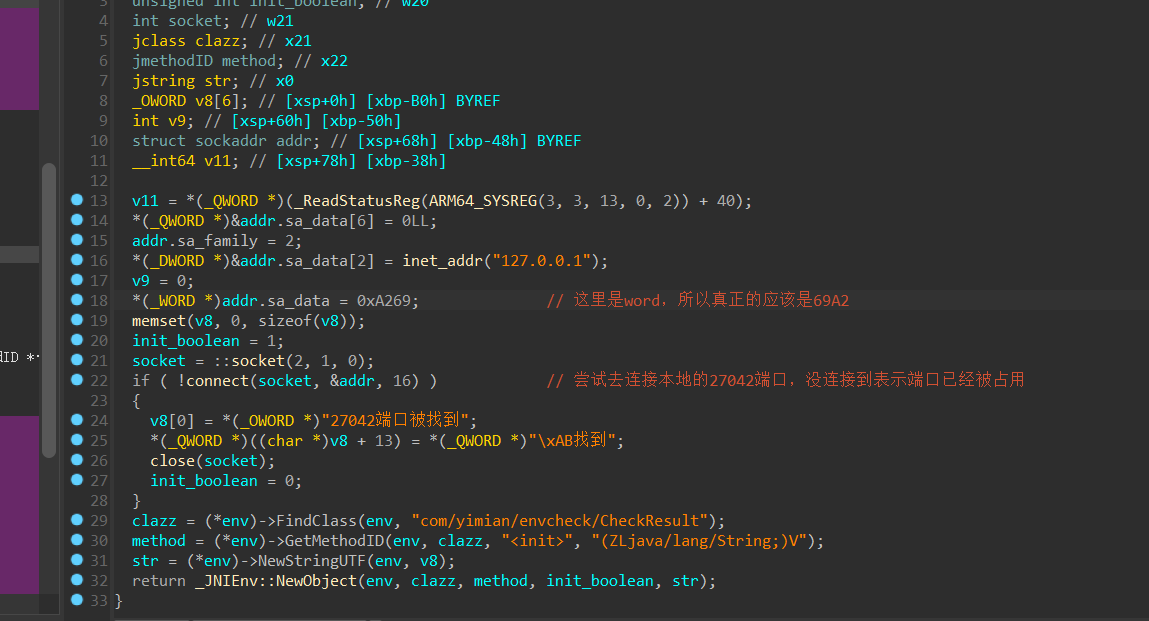 3 unsigned int init_boolean; // w20
4 int socket; // w21
5 jclass clazz; // x21
6 jmethodID method; // x22
7 jstring str; // x0
8 _OWORD v8[6]; // [xsp+0h] [xbp-B0h] BYREF
9 int v9; // [xsp+60h] [xbp-50h]
10 struct sockaddr addr; // [xsp+68h] [xbp-48h] BYREF
11 __int64 v11; // [xsp+78h] [xbp-38h]
12
13 v11 = *(_QWORD *)(_ReadStatusReg(ARM64_SYSREG(3, 3, 13, 0, 2)) + 40);
14 *(_QWORD *)&addr.sa_data[6] = 0LL;
15 addr.sa_family = 2;
16 *(_DWORD *)&addr.sa_data[2] = inet_addr("127.0.0.1");
17 v9 = 0;
18 *(_WORD *)addr.sa_data = 0xA269; // 这里是word，所以真正的应该是69A2
19 memset(v8, 0, sizeof(v8));
20 init_boolean = 1;
dID *
21 socket = ::socket(2, 1, 0);
22 if ( !connect(socket, &addr, 16) ) // 尝试去连接本地的27042端口，没连接到表示端口已经被占用
23 {
24 v8[0] = *(_OWORD *)"27042端口被找到";
25 *(_QWORD *)((char *)v8 + 13) = *(_QWORD *)"\xAB找到";
26 close(socket);
27 init_boolean = 0;
28 }
29 clazz = (*env)->FindClass(env, "com/yimian/envcheck/CheckResult");
30 method = (*env)->GetMethodID(env, clazz, "<init>", "(ZLjava/lang/String;)V");
31 str = (*env)->NewStringUTF(env, v8);
32 return _JNIEnv::NewObject(env, clazz, method, init_boolean, str);
33 }